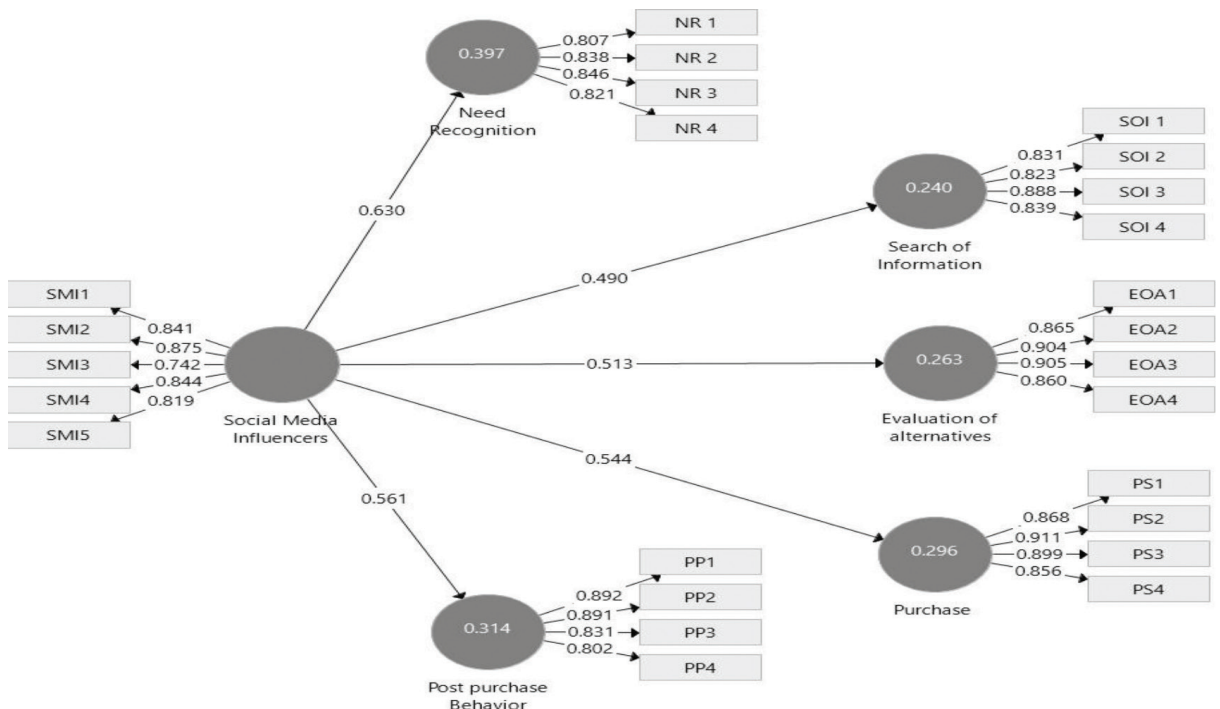 NR 1
0.807
0.397
NR 2
0.838
0.846
NR 3
0.821
NR 4
Need
Recognition
SOI 1
0.831
SOI 2
0.823
0.240
0.888
SOI 3
0.839
SOI 4
Search of
Information
0.630
0.490
SMI1
0.841
SMI2
0.875
SMI3
0.742
0.844
SMI4
0.819
SMI5
Social Media
Influencers
0.513
EOA1
0.865
EOA2
0.904
0.263
0.905
EOA3
0.860
EOA4
Evaluation of
alternatives
0.544
PS1
0.868
PS2
0.911
0.296
0.899
PS3
0.856
PS4
Purchase
0.561
PP1
0.892
PP2
0.891
0.314
0.831
PP3
0.802
PP4
Post purchase
Behavior